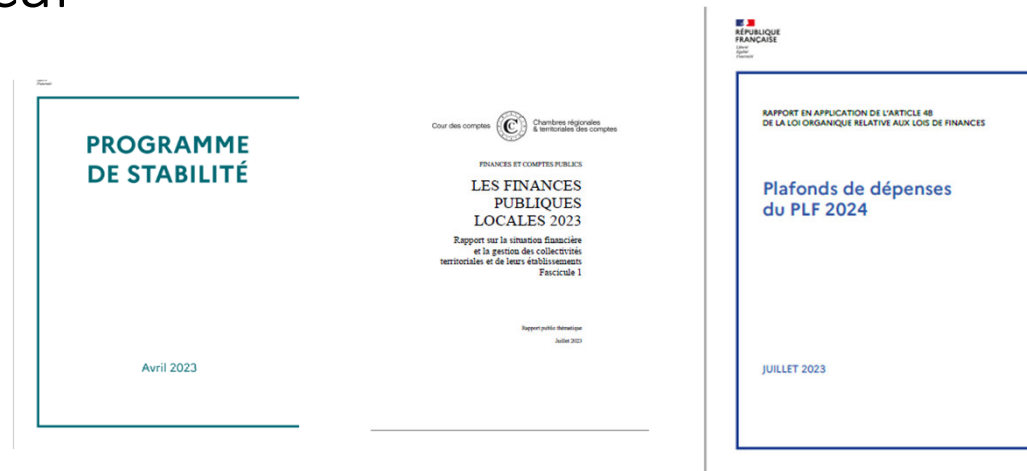 PROGRAMME
DE STABILITÉ
Avril 2023
Cour des comptes
Chambres régionales
& territoriales des comptes
FINANCES ET COMPTES PUBLICS
LES FINANCES
PUBLIQUES
LOCALES 2023
Rapport sur la situation financière
et la gestion des collectivités
territoriales et de leurs établissements
Fascicule 1
Rapport public thématique
Juillet 2023
RÉPUBLIQUE
FRANÇAISE
Liberté
Égalité
Fraternité
RAPPORT EN APPLICATION DE L'ARTICLE 48
DE LA LOI ORGANIQUE RELATIVE AUX LOIS DE FINANCES
Plafonds de dépenses
du PLF 2024
JUILLET 2023